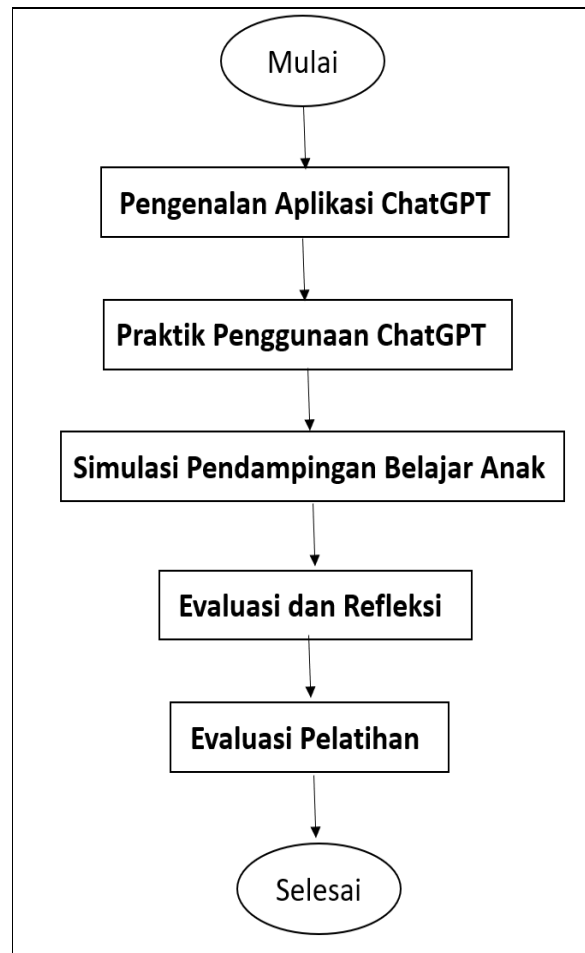 Mulai
Pengenalan Aplikasi ChatGPT
Praktik Penggunaan ChatGPT
Simulasi Pendampingan Belajar Anak
Evaluasi dan Refleksi
Evaluasi Pelatihan
Selesai